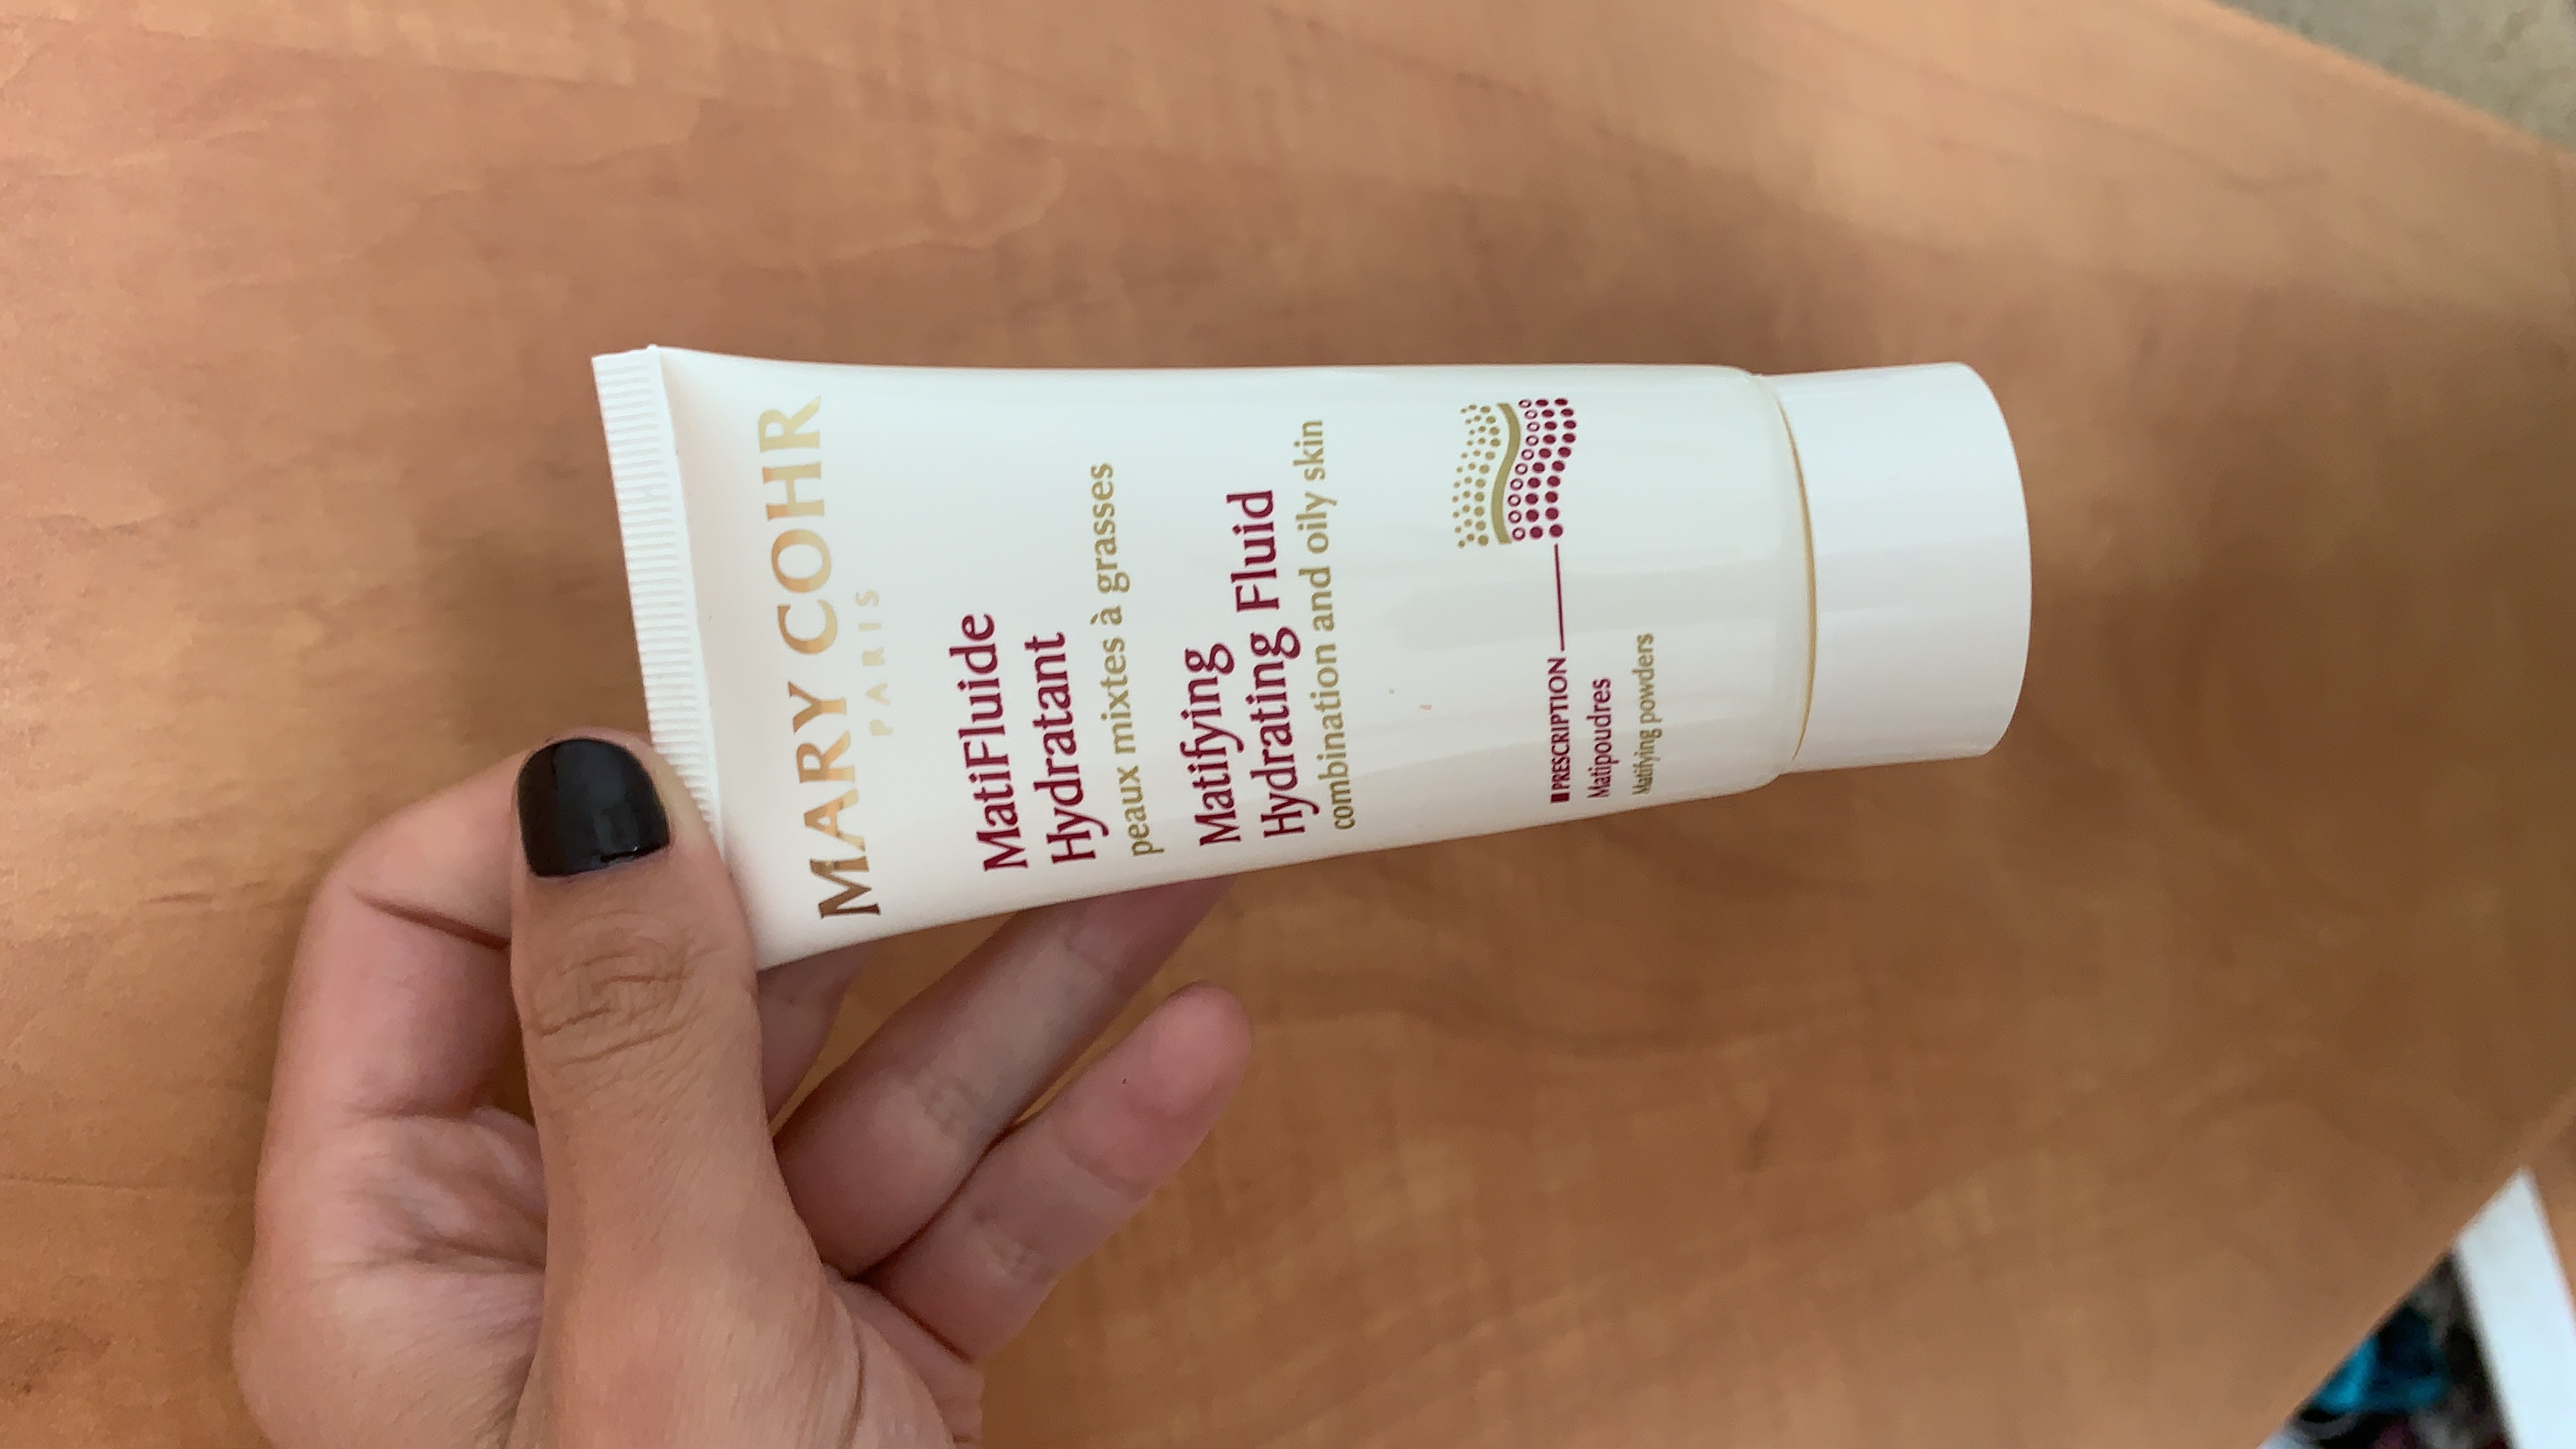 MARY COHR
PARIS
MatiFluide
Hydratant
peaux mixtes à grasses
Matifying
Hydrating Fluid
combination and oily skin
PRESCRIPTION
Matipoudres
Matifying powders